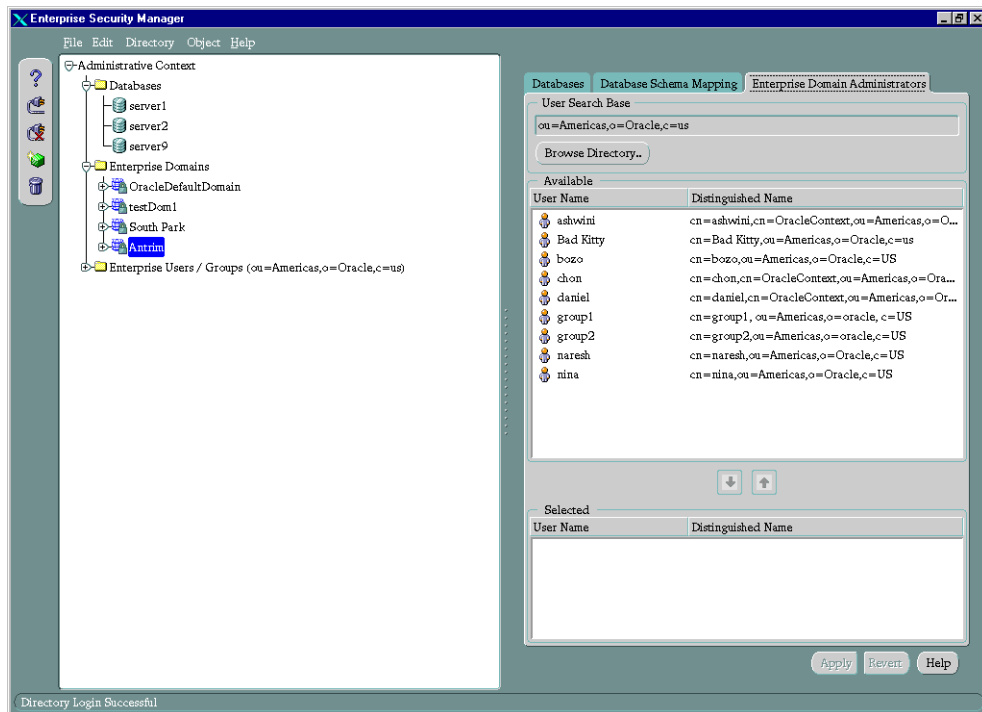 Enterprise Security Manager
File Edit Directory Object Help
Administrative Context
Databases
server1
server2
server9
Enterprise Domains
OracleDefaultDomain
testDom1
South Park
Antrim
Enterprise Users / Groups (ou=Americas,o=Oracle,c=us)
Databases Database Schema Mapping Enterprise Domain Administrators
User Search Base
ou=Americas,o=Oracle,c=us
Browse Directory..
Available
User Name Distinguished Name
ashwini cn=ashwini,cn=OracleContext,ou=Americas,o=O...
Bad Kitty cn=Bad Kitty,ou=Americas,o=Oracle,c=us
bozo cn=bozo,ou=Americas,o=Oracle,c=US
chon cn=chon,cn=OracleContext,ou=Americas,o=Ora...
daniel cn=daniel,cn=OracleContext,ou=Americas,o=Or...
group1 cn=group1, ou=Americas,o=oracle, c=US
group2 cn=group2,ou=Americas,o=oracle,c=US
naresh cn=naresh,ou=Americas,o=Oracle,c=US
nina cn=nina,ou=Americas,o=Oracle,c=US
Selected
User Name Distinguished Name
Apply Revert Help
Directory Login Successful